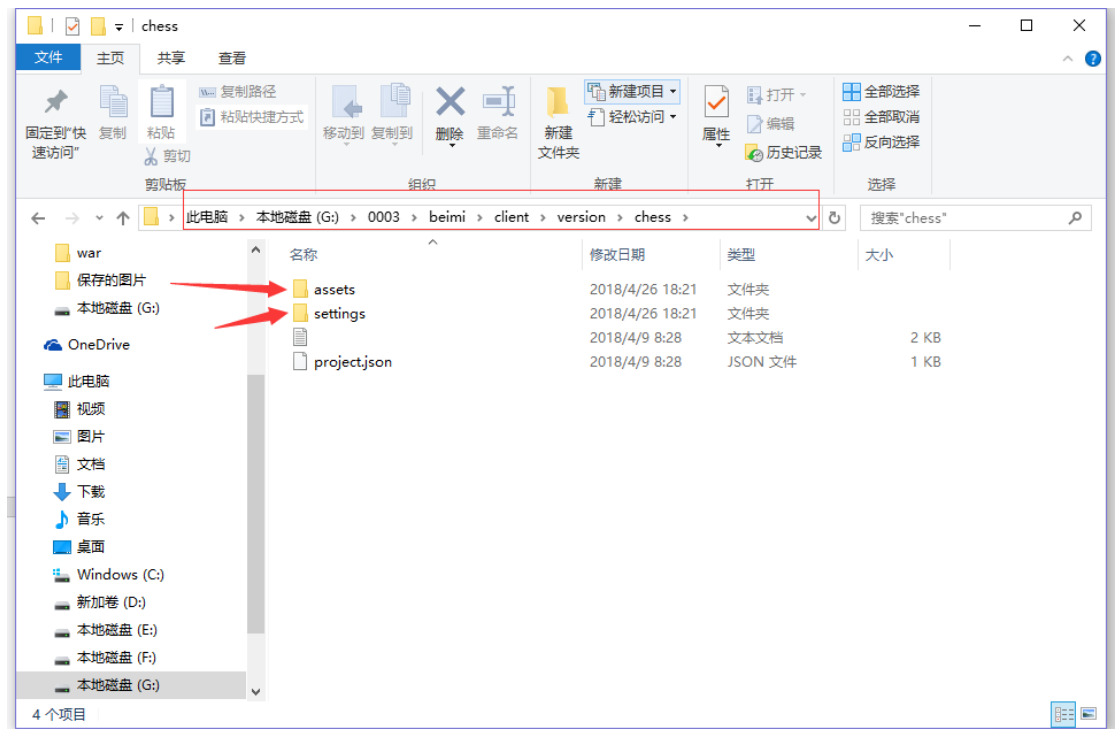 chess
文件 主页 共享 查看
固定到"快速访问" 复制 粘贴 复制路径 粘贴快捷方式 剪切
移动到 复制到 删除 重命名 新建文件夹 新建项目 轻松访问
属性 打开 编辑 历史记录 全部选择 全部取消 反向选择
剪贴板 组织 新建 打开 选择
此电脑 > 本地磁盘 (G:) > 0003 > beimi > client > version > chess >
搜索"chess"
war
保存的图片
本地磁盘 (G:)
OneDrive
此电脑
视频
图片
文档
下载
音乐
桌面
Windows (C:)
新加卷 (D:)
本地磁盘 (E:)
本地磁盘 (F:)
本地磁盘 (G:)
名称 修改日期 类型 大小
assets 2018/4/26 18:21 文件夹
settings 2018/4/26 18:21 文件夹
2018/4/9 8:28 文本文档 2 KB
project.json 2018/4/9 8:28 JSON 文件 1 KB
4 个项目